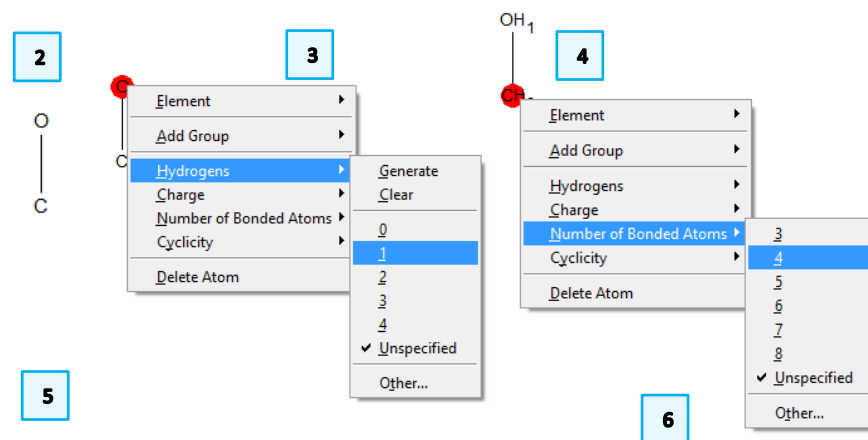 2
O
C
3
C
Element
Add Group
Hydrogens
Charge
Number of Bonded Atoms
Cyclicity
Delete Atom
Generate
Clear
0
1
2
3
4
Unspecified
Other...
OH1
4
Element
Add Group
Hydrogens
Charge
Number of Bonded Atoms
Cyclicity
Delete Atom
3
4
5
6
7
8
Unspecified
Other...
5
6